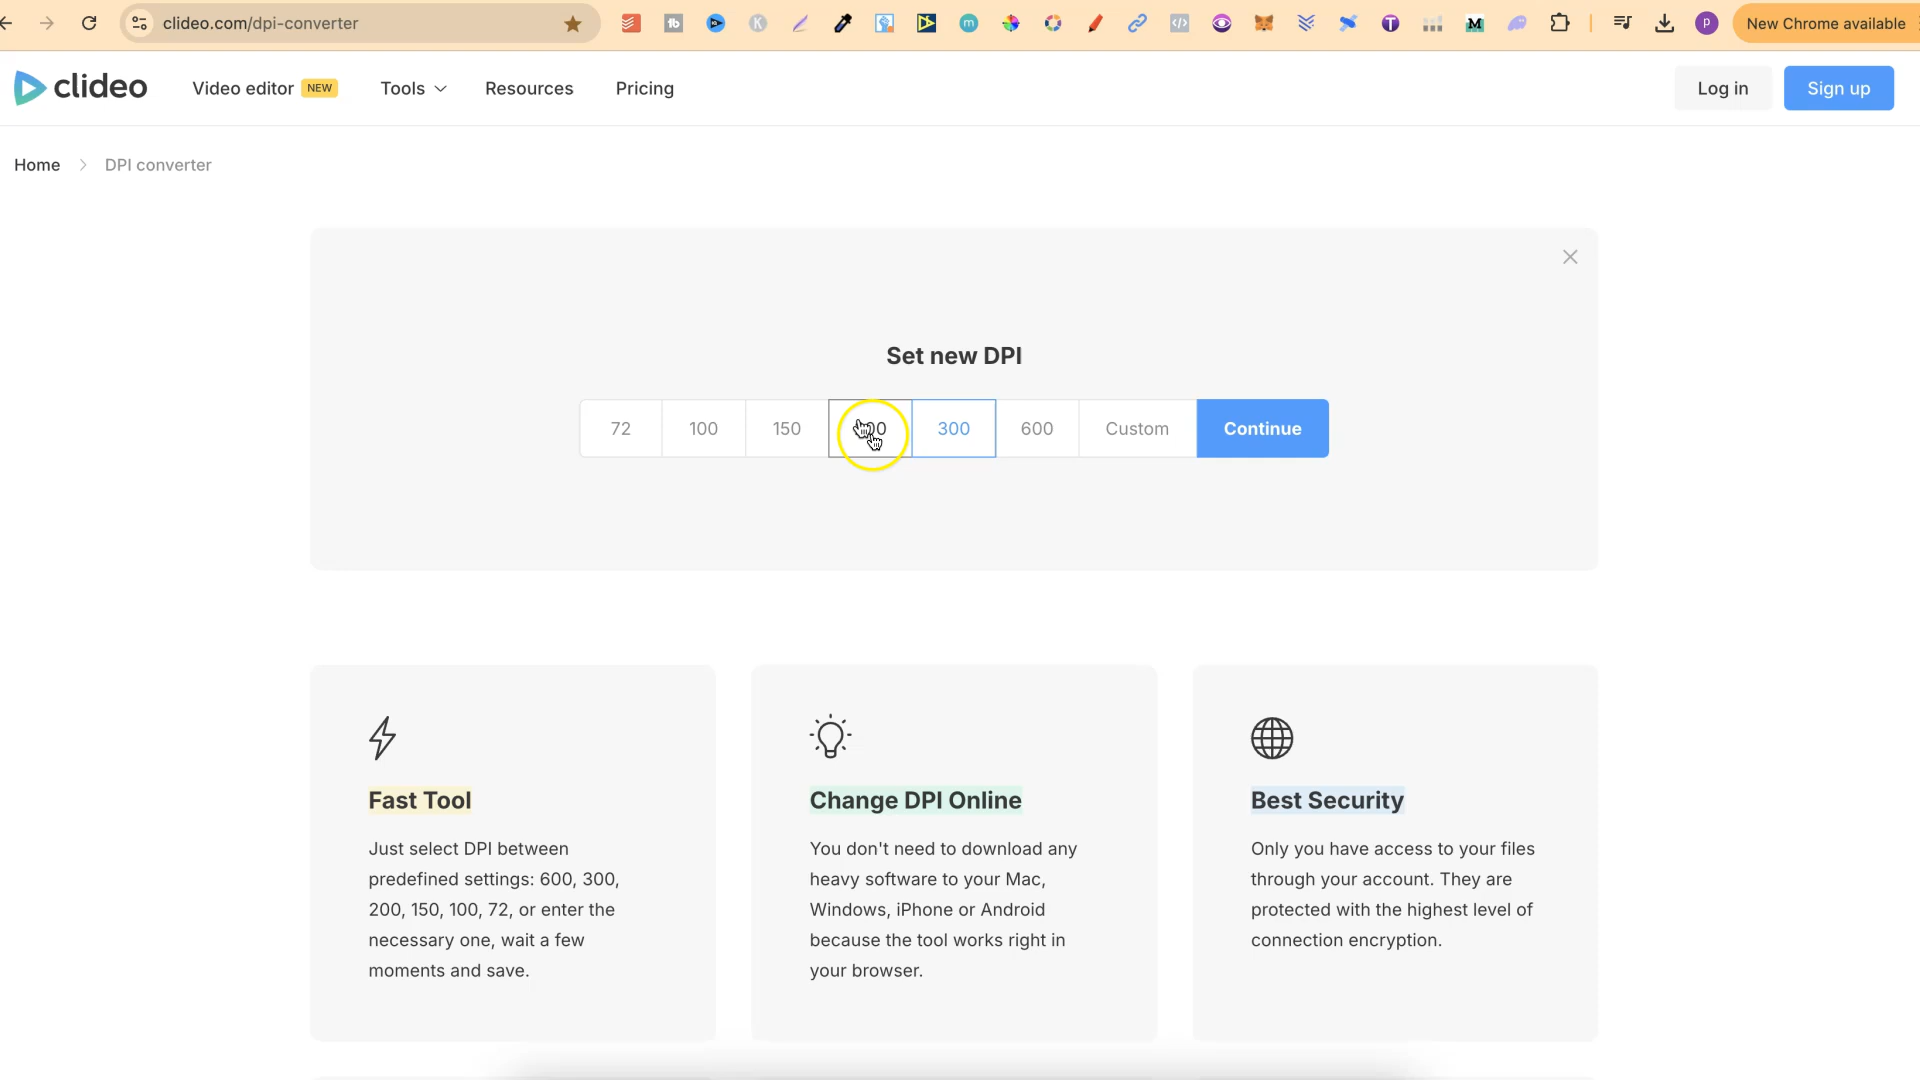 clideo.com/dpi-converter
New Chrome available
clideo
Video editor NEW
Tools
Resources
Pricing
Log in
Sign up
Home
DPI converter
Set new DPI
72
100
150
300
600
Custom
Continue
Fast Tool
Just select DPI between
predefined settings: 600, 300,
200, 150, 100, 72, or enter the
necessary one, wait a few
moments and save.
Change DPI Online
You don't need to download any
heavy software to your Mac,
Windows, iPhone or Android
because the tool works right in
your browser.
Best Security
Only you have access to your files
through your account. They are
protected with the highest level of
connection encryption.